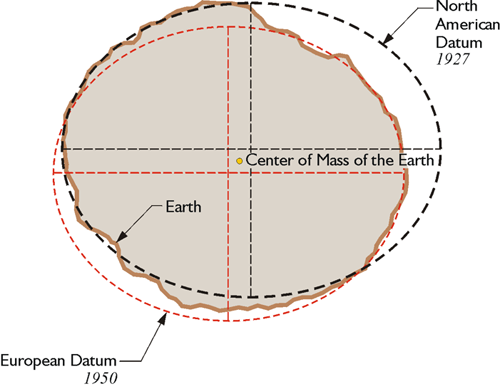 North
American
Datum
1927
Center of Mass of the Earth
Earth
European Datum
1950